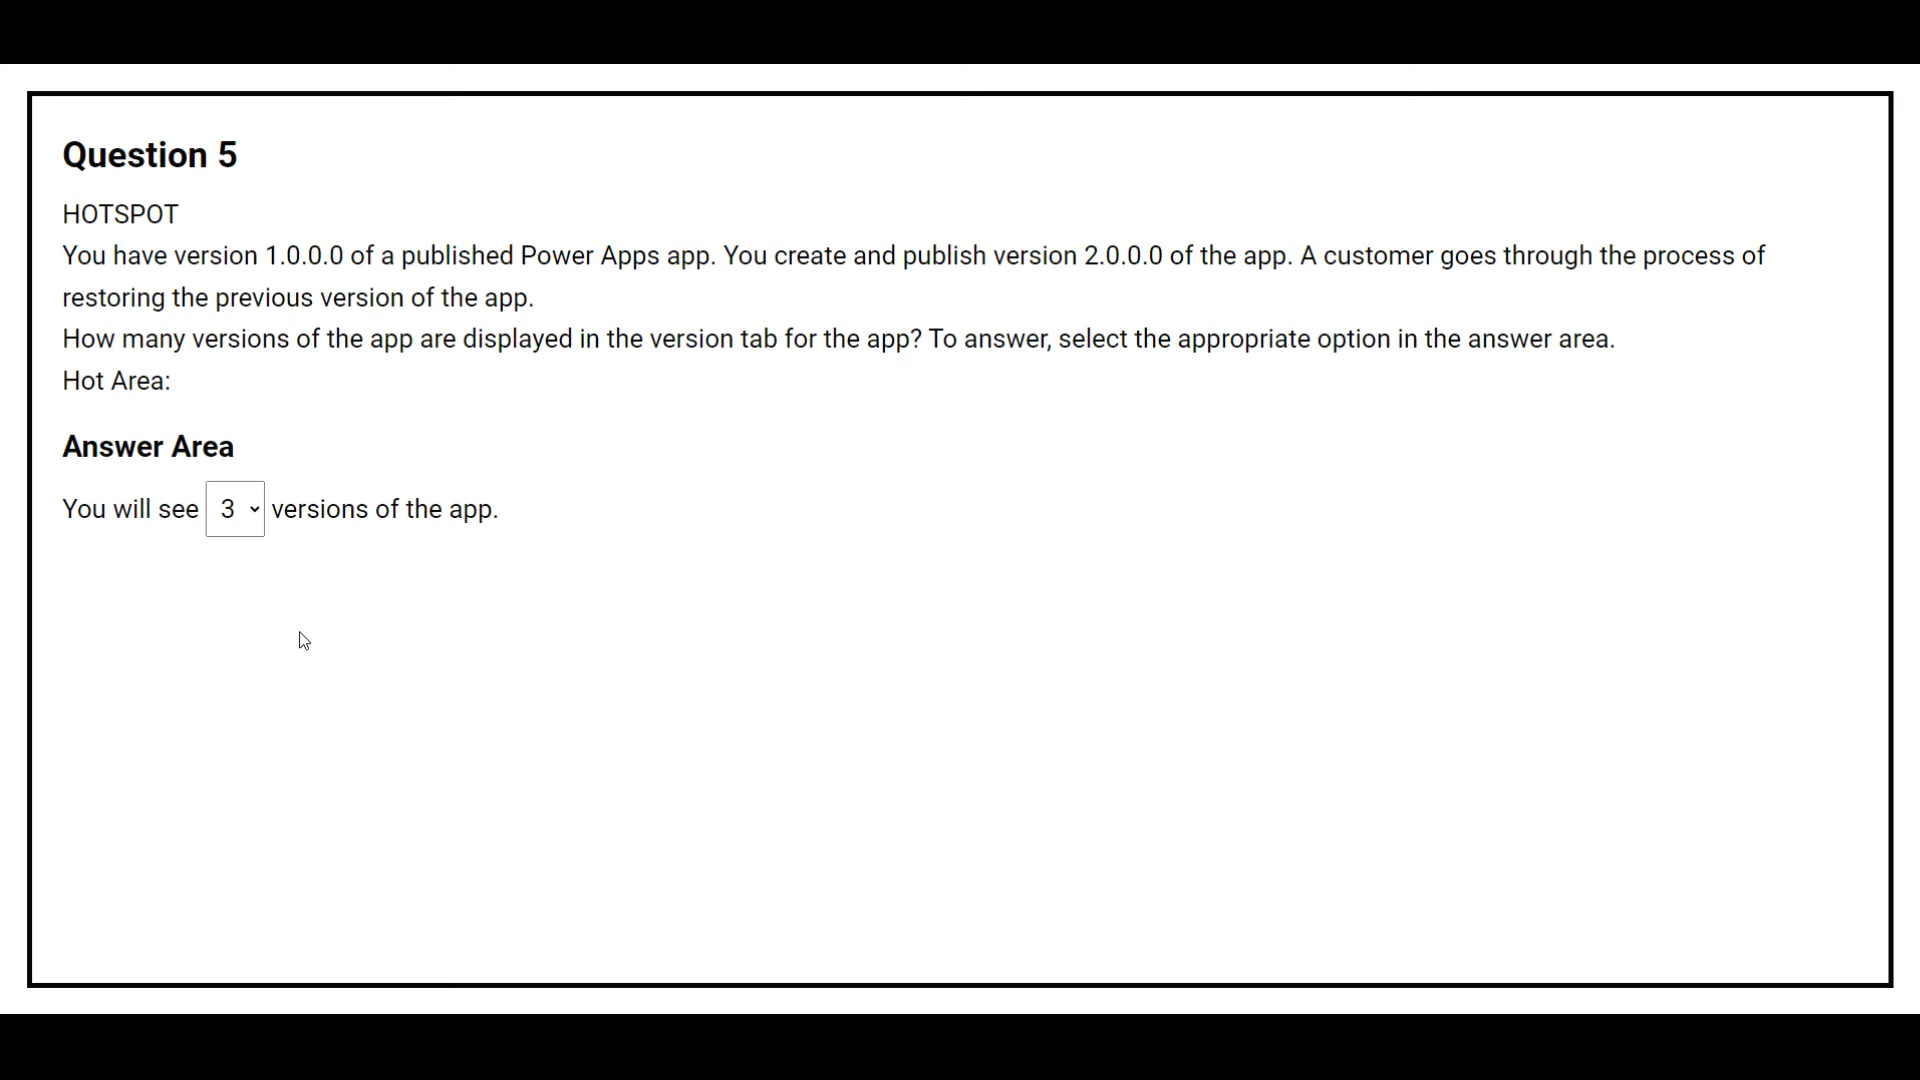 Question 5
HOTSPOT
You have version 1.0.0.0 of a published Power Apps app. You create and publish version 2.0.0.0 of the app. A customer goes through the process of
restoring the previous version of the app.
How many versions of the app are displayed in the version tab for the app? To answer, select the appropriate option in the answer area.
Hot Area:
Answer Area
You will see 3 versions of the app.